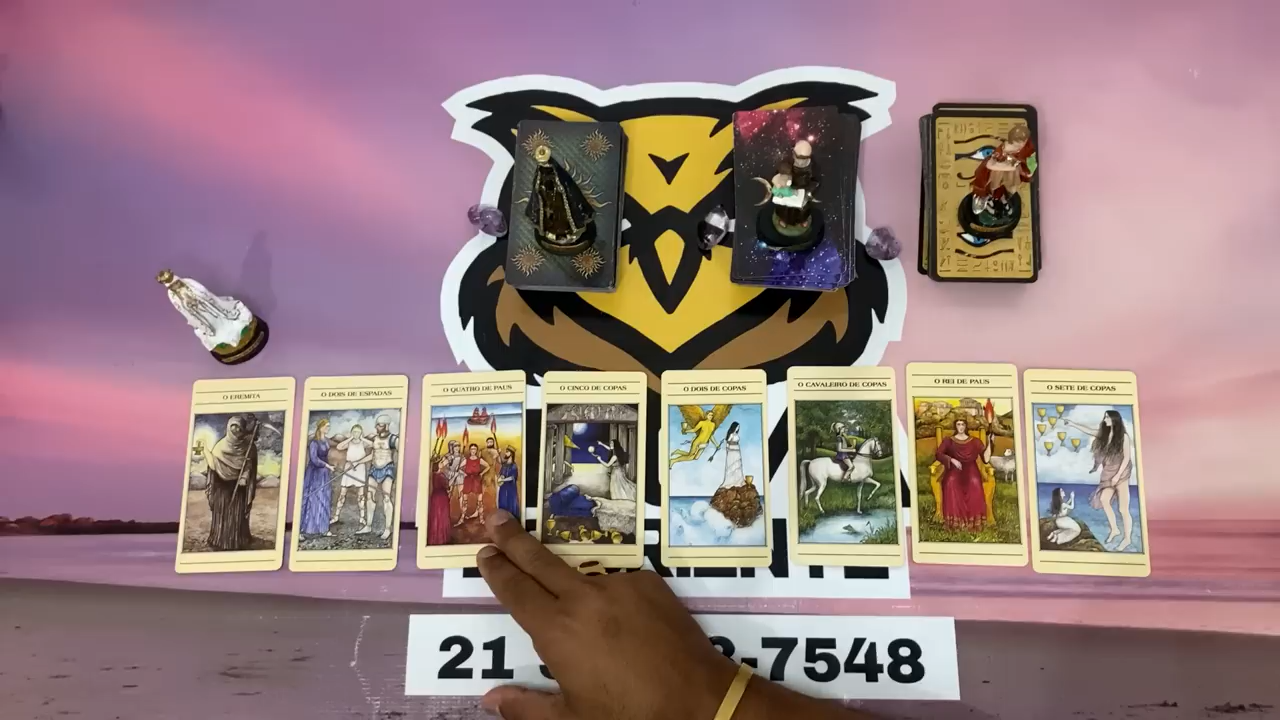 O EREMITA
O DOIS DE ESPADAS
O QUATRO DE PAUS
O CINCO DE COPAS
O DOIS DE COPAS
O CAVALEIRO DE COPAS
O REI DE PAUS
O SETE DE COPAS
21
-7548